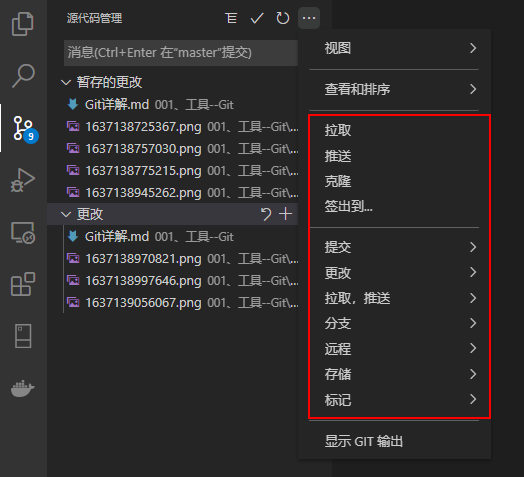 源代码管理
消息(Ctrl+Enter 在"master"提交)
暂存的更改
Git详解.md 001、工具--Git
1637138725367.png 001、工具--Git\...
1637138757030.png 001、工具--Git\...
1637138775215.png 001、工具--Git\...
1637138945262.png 001、工具--Git\...
更改
Git详解.md 001、工具--Git
1637138970821.png 001、工具--Git\...
1637138997646.png 001、工具--Git\...
1637139056067.png 001、工具--Git\...
9
视图
查看和排序
拉取
推送
克隆
签出到...
提交
更改
拉取，推送
分支
远程
存储
标记
显示 GIT 输出